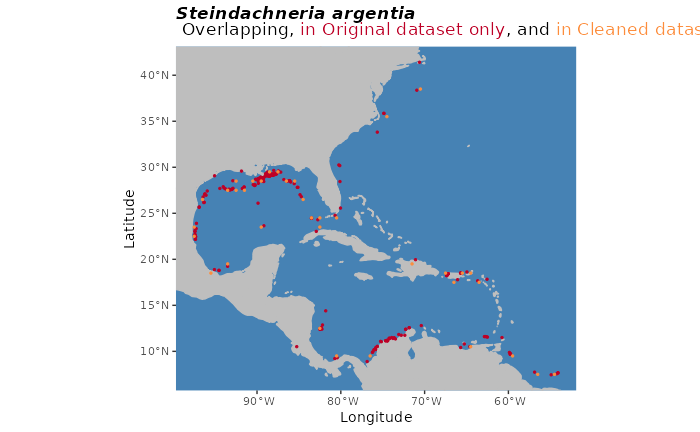 Steindachneria argentia
Overlapping, in Original dataset only, and in Cleaned datas
40°N
35°N
30°N
25°N
20°N
15°N
10°N
Latitude
90°W 80°W 70°W 60°W
Longitude